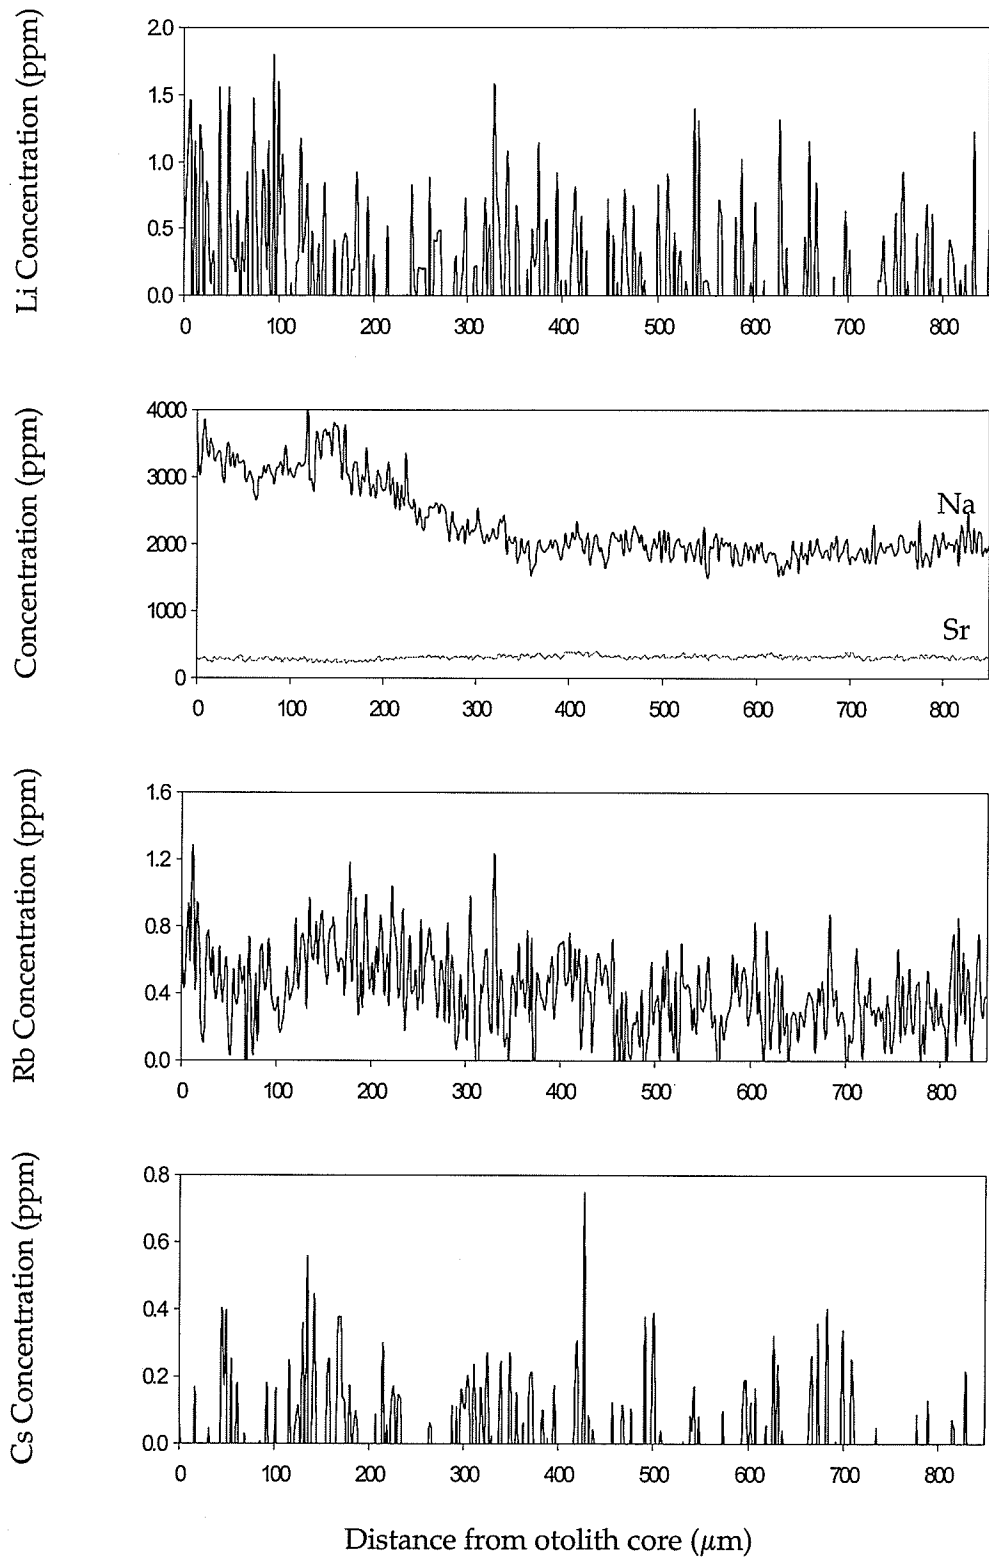 Li Concentration (ppm)
2.0
1.5
1.0
0.5
0.0
0 100 200 300 400 500 600 700 800
Concentration (ppm)
4000
3000
2000
1000
0
Na
Sr
0 100 200 300 400 500 600 700 800
Rb Concentration (ppm)
1.6
1.2
0.8
0.4
0.0
0 100 200 300 400 500 600 700 800
Cs Concentration (ppm)
0.8
0.6
0.4
0.2
0.0
0 100 200 300 400 500 600 700 800
Distance from otolith core (μm)